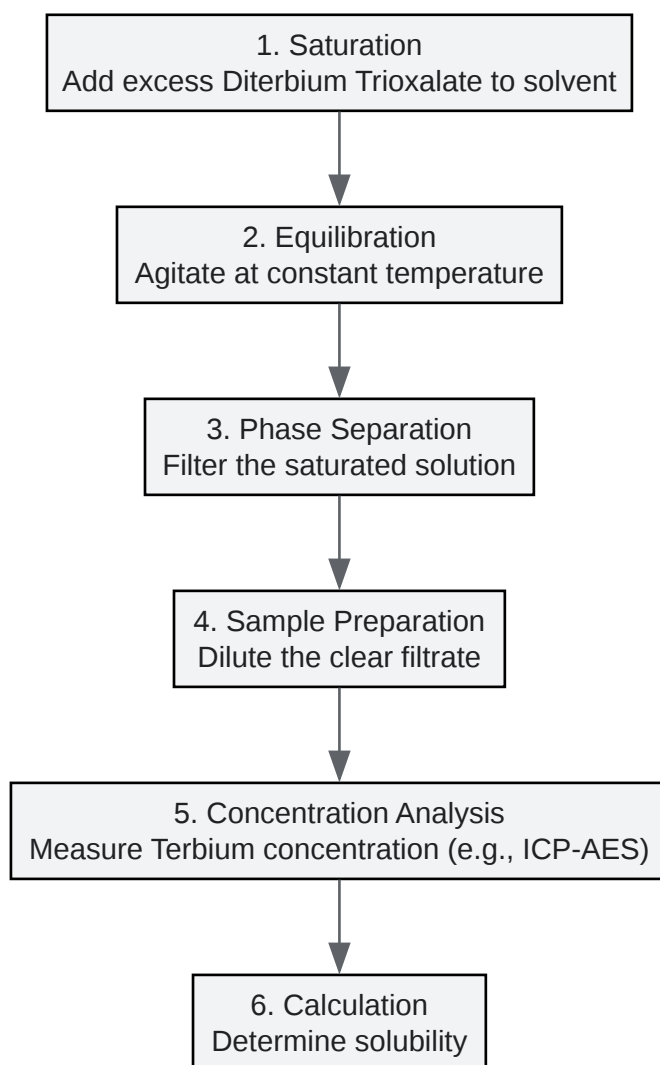 1. Saturation
Add excess Diterbium Trioxalate to solvent
2. Equilibration
Agitate at constant temperature
3. Phase Separation
Filter the saturated solution
4. Sample Preparation
Dilute the clear filtrate
5. Concentration Analysis
Measure Terbium concentration (e.g., ICP-AES)
6. Calculation
Determine solubility